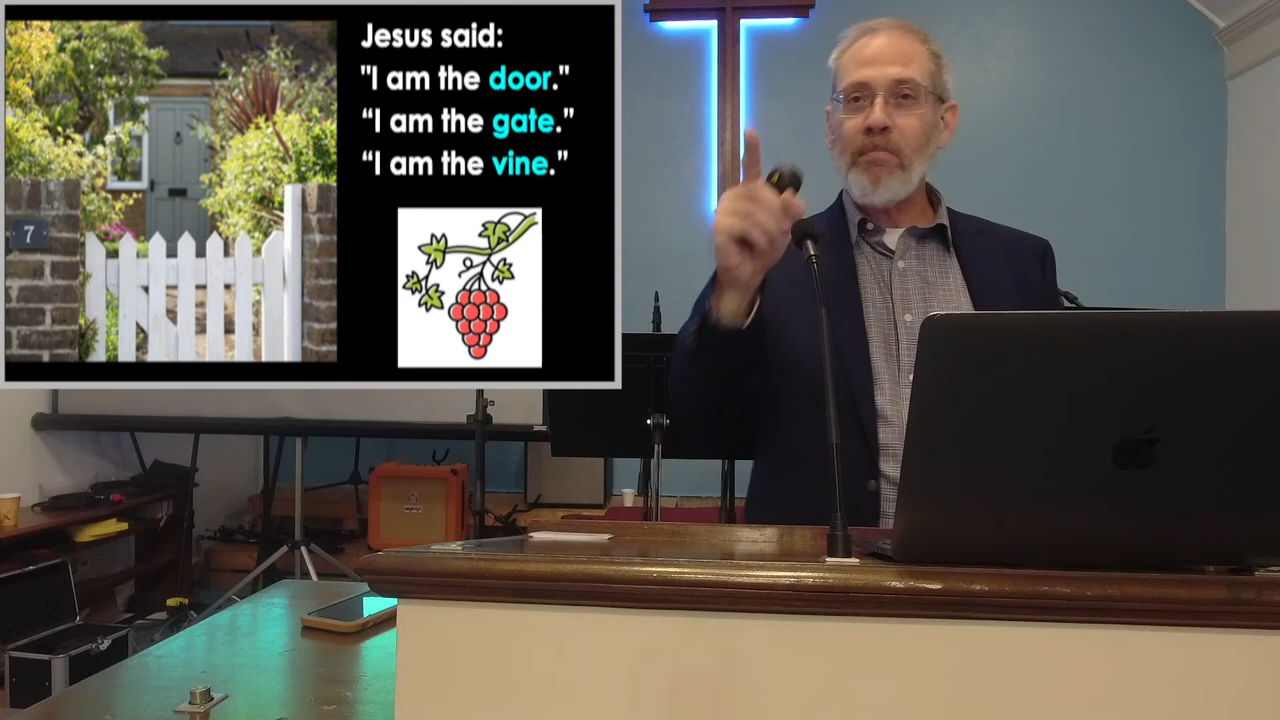 Jesus said:
"I am the door."
“I am the gate.”
“I am the vine.”
7